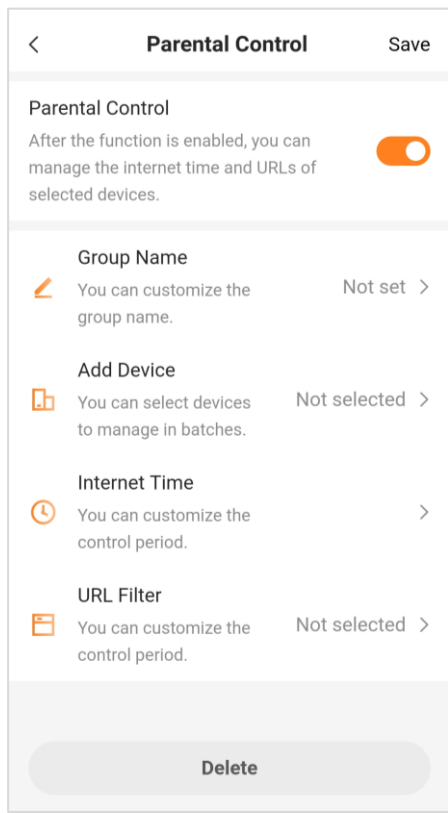 Parental Control Save
Parental Control
After the function is enabled, you can
manage the internet time and URLs of
selected devices.
Group Name
You can customize the
group name.
Not set
Add Device
You can select devices
to manage in batches.
Not selected
Internet Time
You can customize the
control period.
URL Filter
You can customize the
control period.
Not selected
Delete